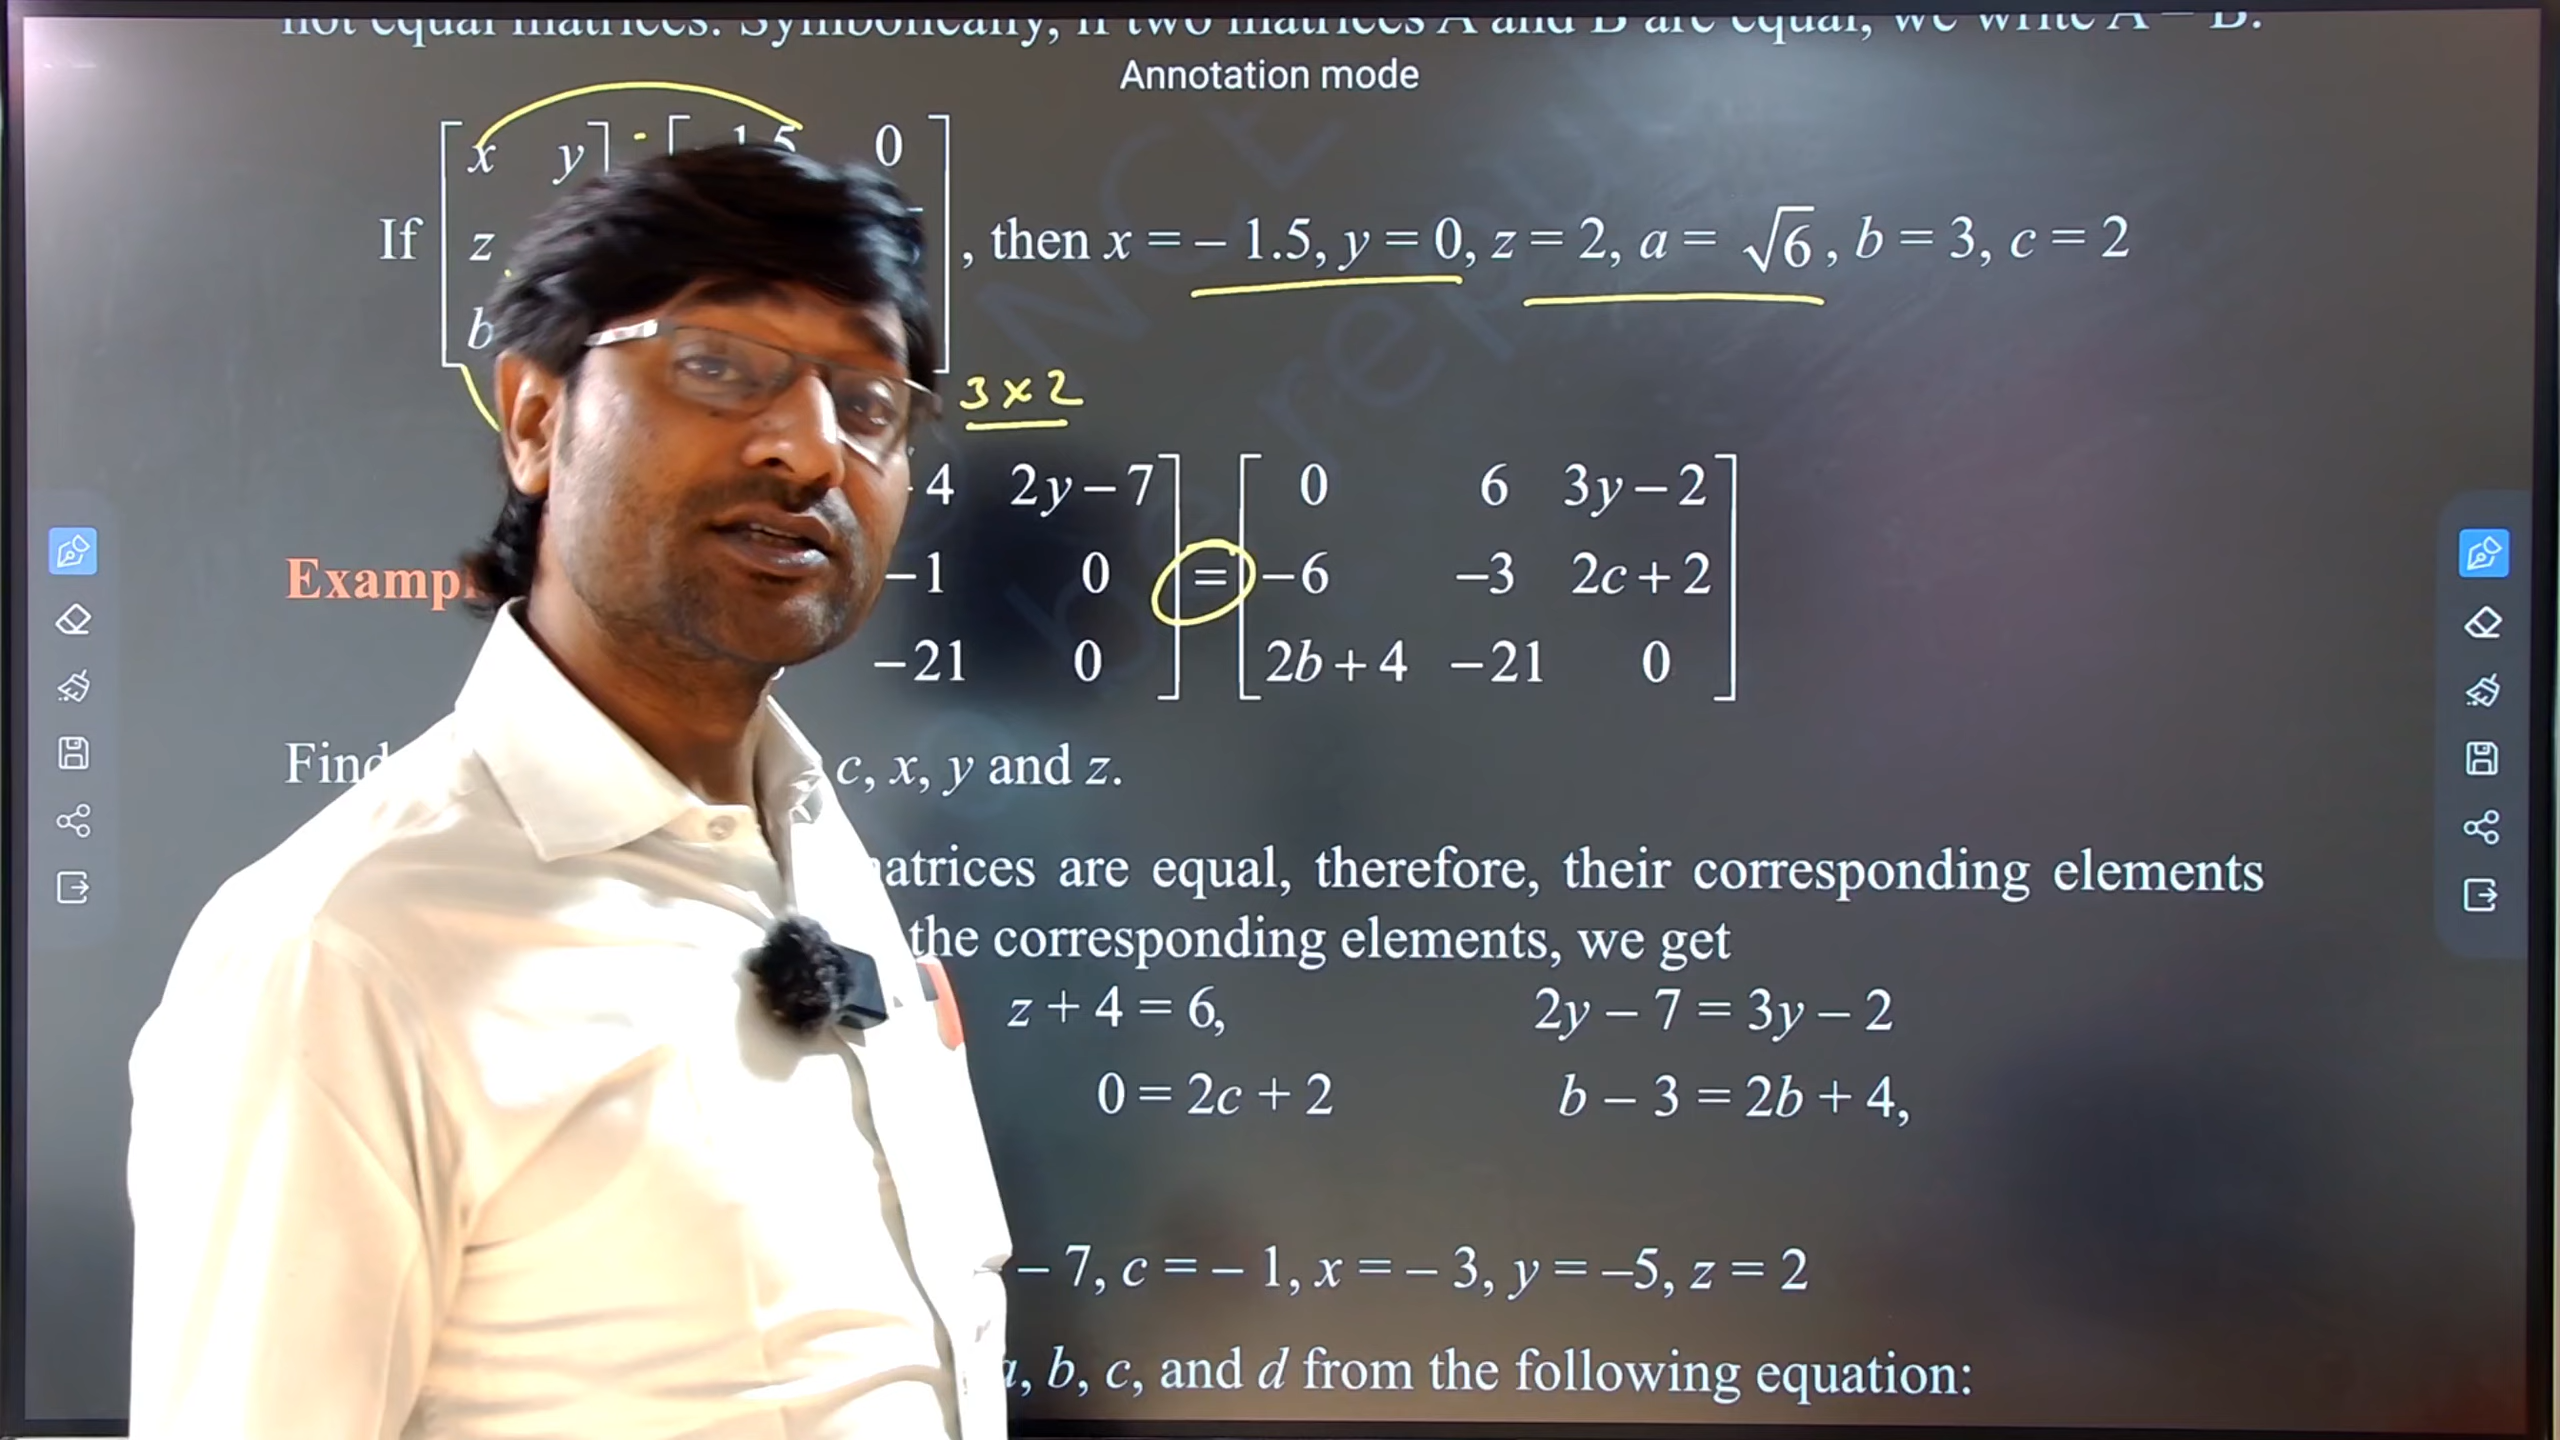 Annotation mode
x y 0
If z , then x = – 1.5, y = 0, z = 2, a = √6, b = 3, c = 2
b
3 x 2
4 2y – 7 0 6 3y – 2
–1 0 = –6 –3 2c + 2
–21 0 2b + 4 –21 0
c, x, y and z.
are equal, therefore, their corresponding elements
the corresponding elements, we get
z + 4 = 6, 2y – 7 = 3y – 2
0 = 2c + 2 b – 3 = 2b + 4,
– 7, c = – 1, x = – 3, y = –5, z = 2
b, c, and d from the following equation: